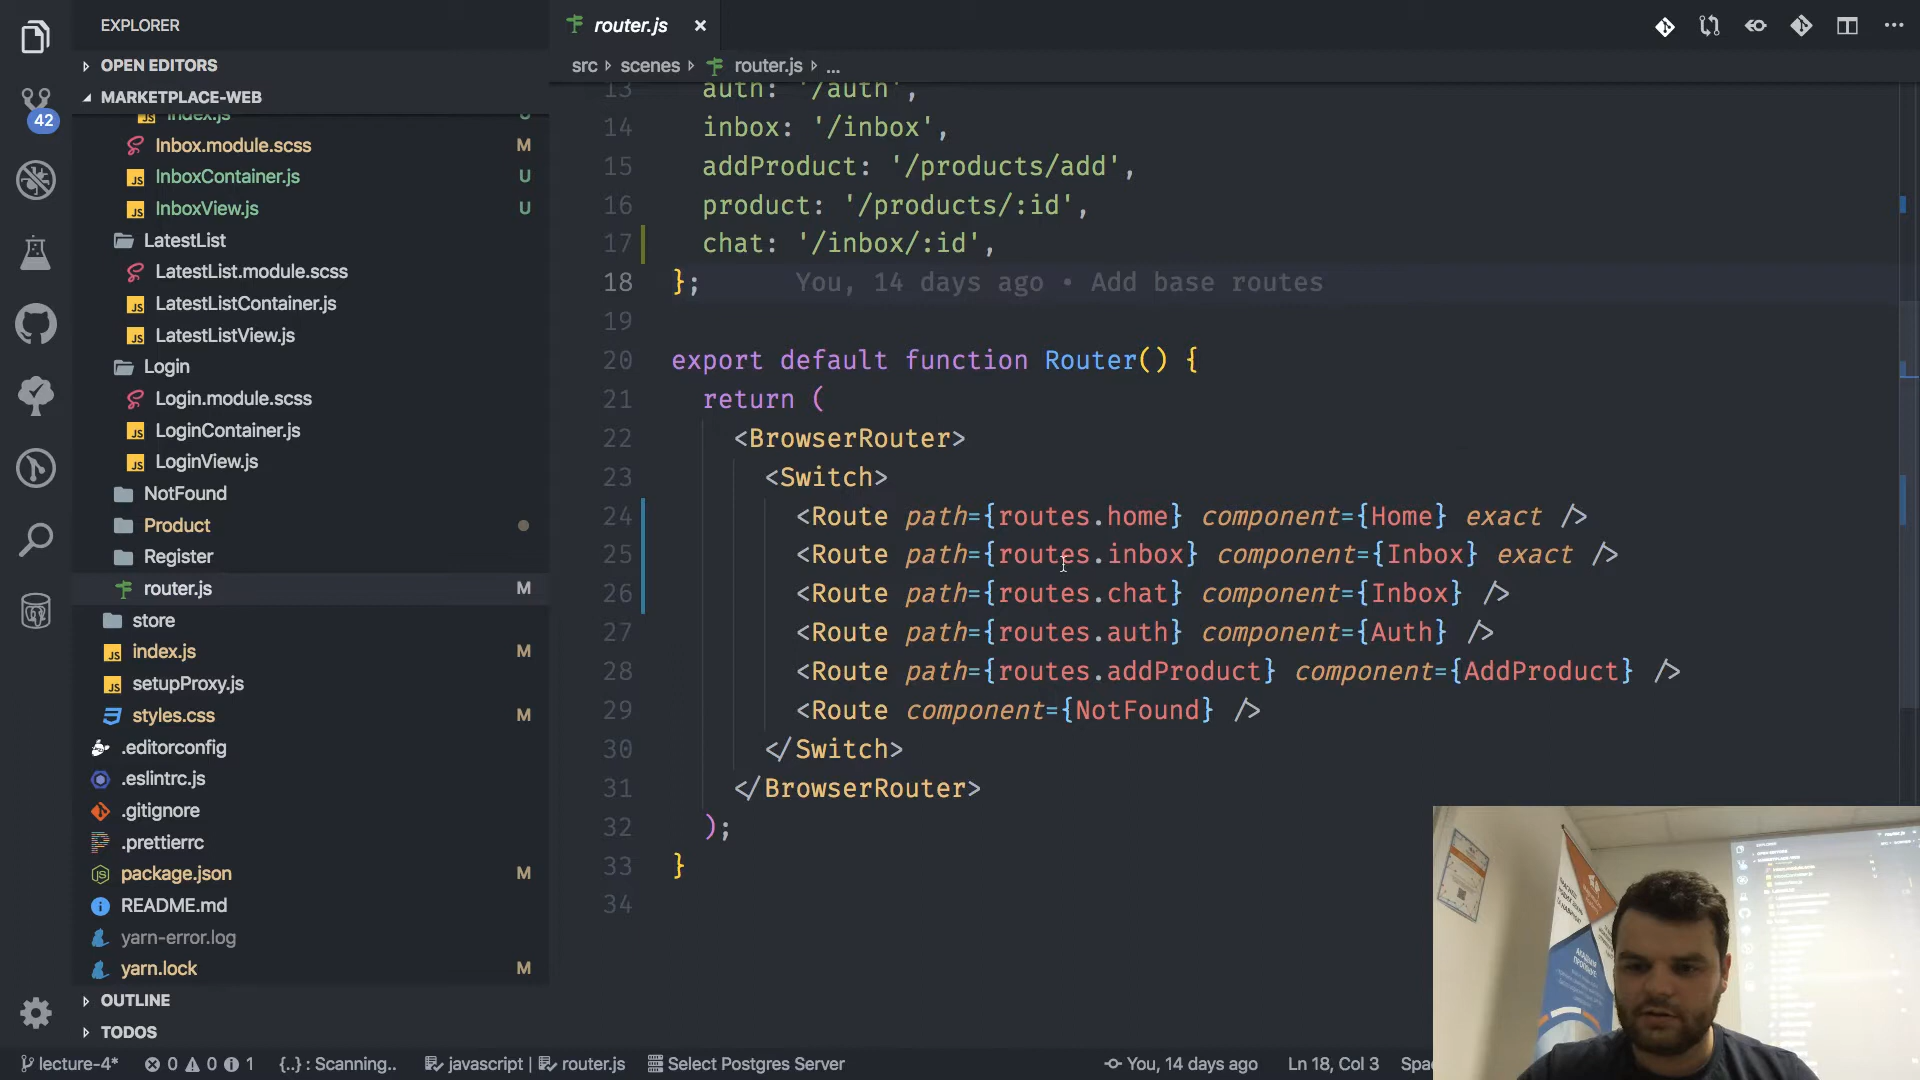 EXPLORER
OPEN EDITORS
MARKETPLACE-WEB
index.js U
Inbox.module.scss M
InboxContainer.js U
InboxView.js U
LatestList
LatestList.module.scss
LatestListContainer.js
LatestListView.js
Login
Login.module.scss
LoginContainer.js
LoginView.js
NotFound
Product
Register
router.js M
store
index.js M
setupProxy.js
styles.css M
.editorconfig
.eslintrc.js
.gitignore
.prettierrc
package.json M
README.md
yarn-error.log
yarn.lock M
OUTLINE
TODOS
42
router.js ×
src › scenes › router.js › ...
13 auth: '/auth',
14 inbox: '/inbox',
15 addProduct: '/products/add',
16 product: '/products/:id',
17 chat: '/inbox/:id',
18 }; You, 14 days ago • Add base routes
19
20 export default function Router() {
21 return (
22 <BrowserRouter>
23 <Switch>
24 <Route path={routes.home} component={Home} exact />
25 <Route path={routes.inbox} component={Inbox} exact />
26 <Route path={routes.chat} component={Inbox} />
27 <Route path={routes.auth} component={Auth} />
28 <Route path={routes.addProduct} component={AddProduct} />
29 <Route component={NotFound} />
30 </Switch>
31 </BrowserRouter>
32 );
33 }
34
lecture-4* 0 0 1 {..} : Scanning.. javascript | router.js Select Postgres Server You, 14 days ago Ln 18, Col 3 Spa